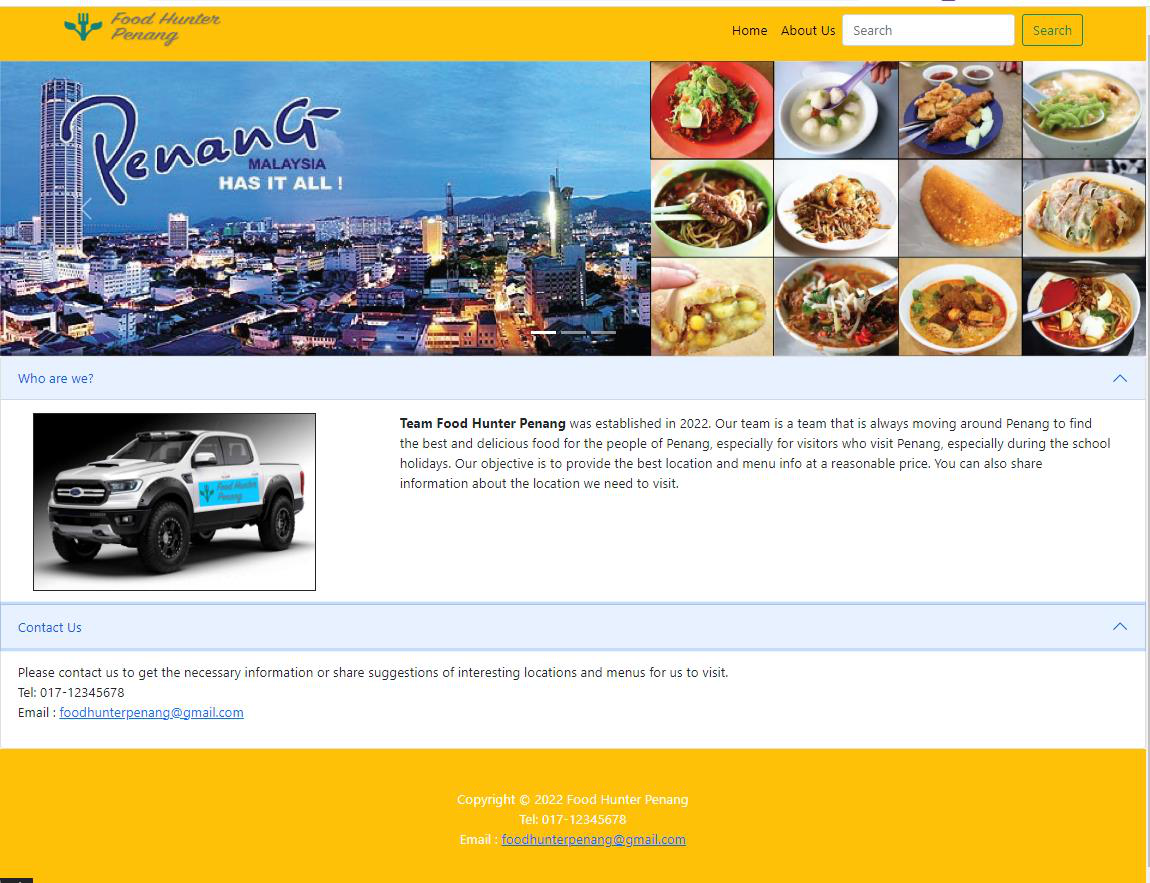 Food Hunter
Penang
Home About Us Search Search
Penang
MALAYSIA
HAS IT ALL !
Who are we?
Team Food Hunter Penang was established in 2022. Our team is a team that is always moving around Penang to find
the best and delicious food for the people of Penang, especially for visitors who visit Penang, especially during the school
holidays. Our objective is to provide the best location and menu info at a reasonable price. You can also share
information about the location we need to visit.
Food Hunter
Penang
Contact Us
Please contact us to get the necessary information or share suggestions of interesting locations and menus for us to visit.
Tel: 017-12345678
Email : foodhunterpenang@gmail.com
Copyright © 2022 Food Hunter Penang
Tel: 017-12345678
Email : foodhunterpenang@gmail.com